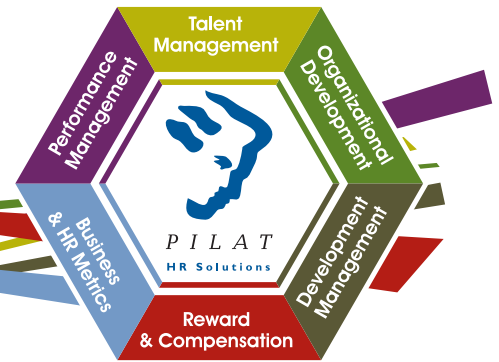 Talent
Management
Organizational
Development
Development
Management
Reward
& Compensation
Business
& HR Metrics
Performance
Management
PILAT
HR Solutions